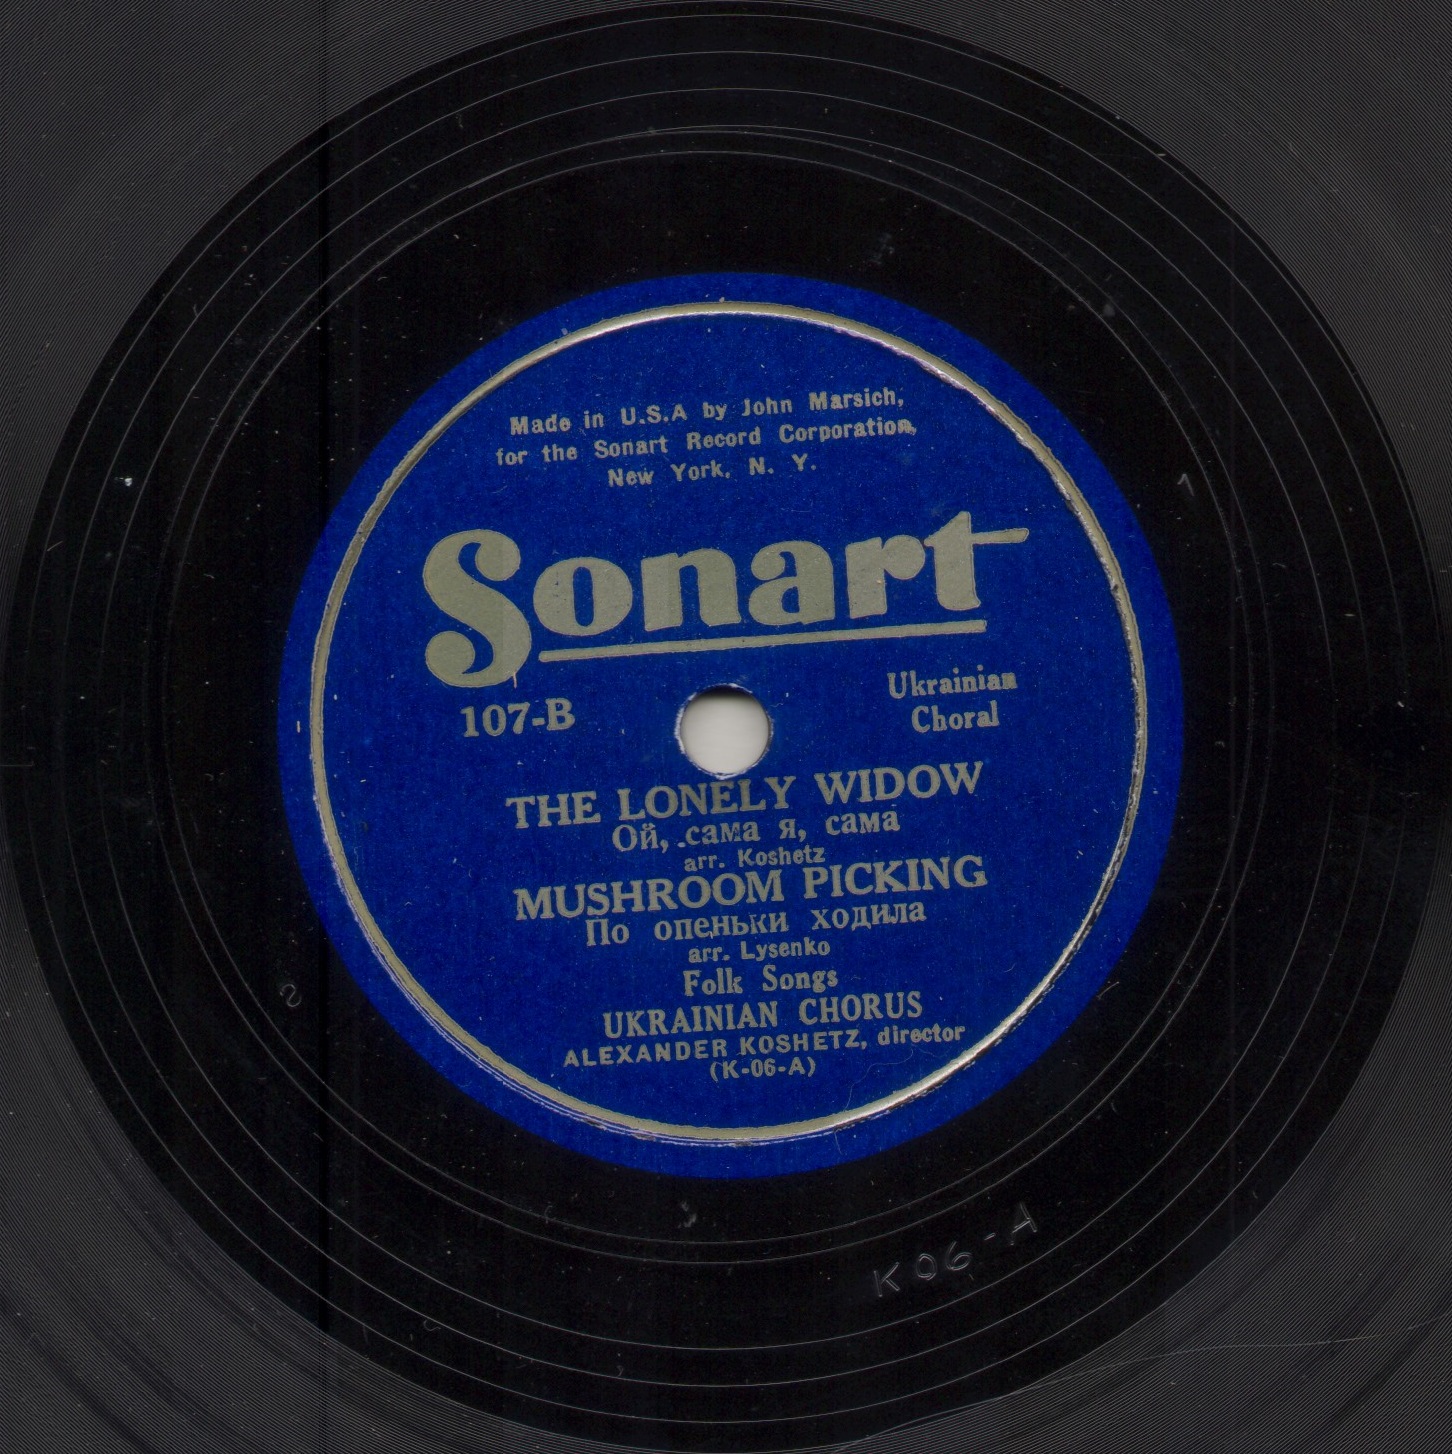 Made in U.S.A by John Marsich,
for the Sonart Record Corporation,
New York, N. Y.
Sonart
107-B
Ukrainian
Choral
THE LONELY WIDOW
Ой, сама я, сама
arr. Koshetz
MUSHROOM PICKING
По опеньки ходила
arr. Lysenko
Folk Songs
UKRAINIAN CHORUS
ALEXANDER KOSHETZ, director
(K-06-A)
K06-A